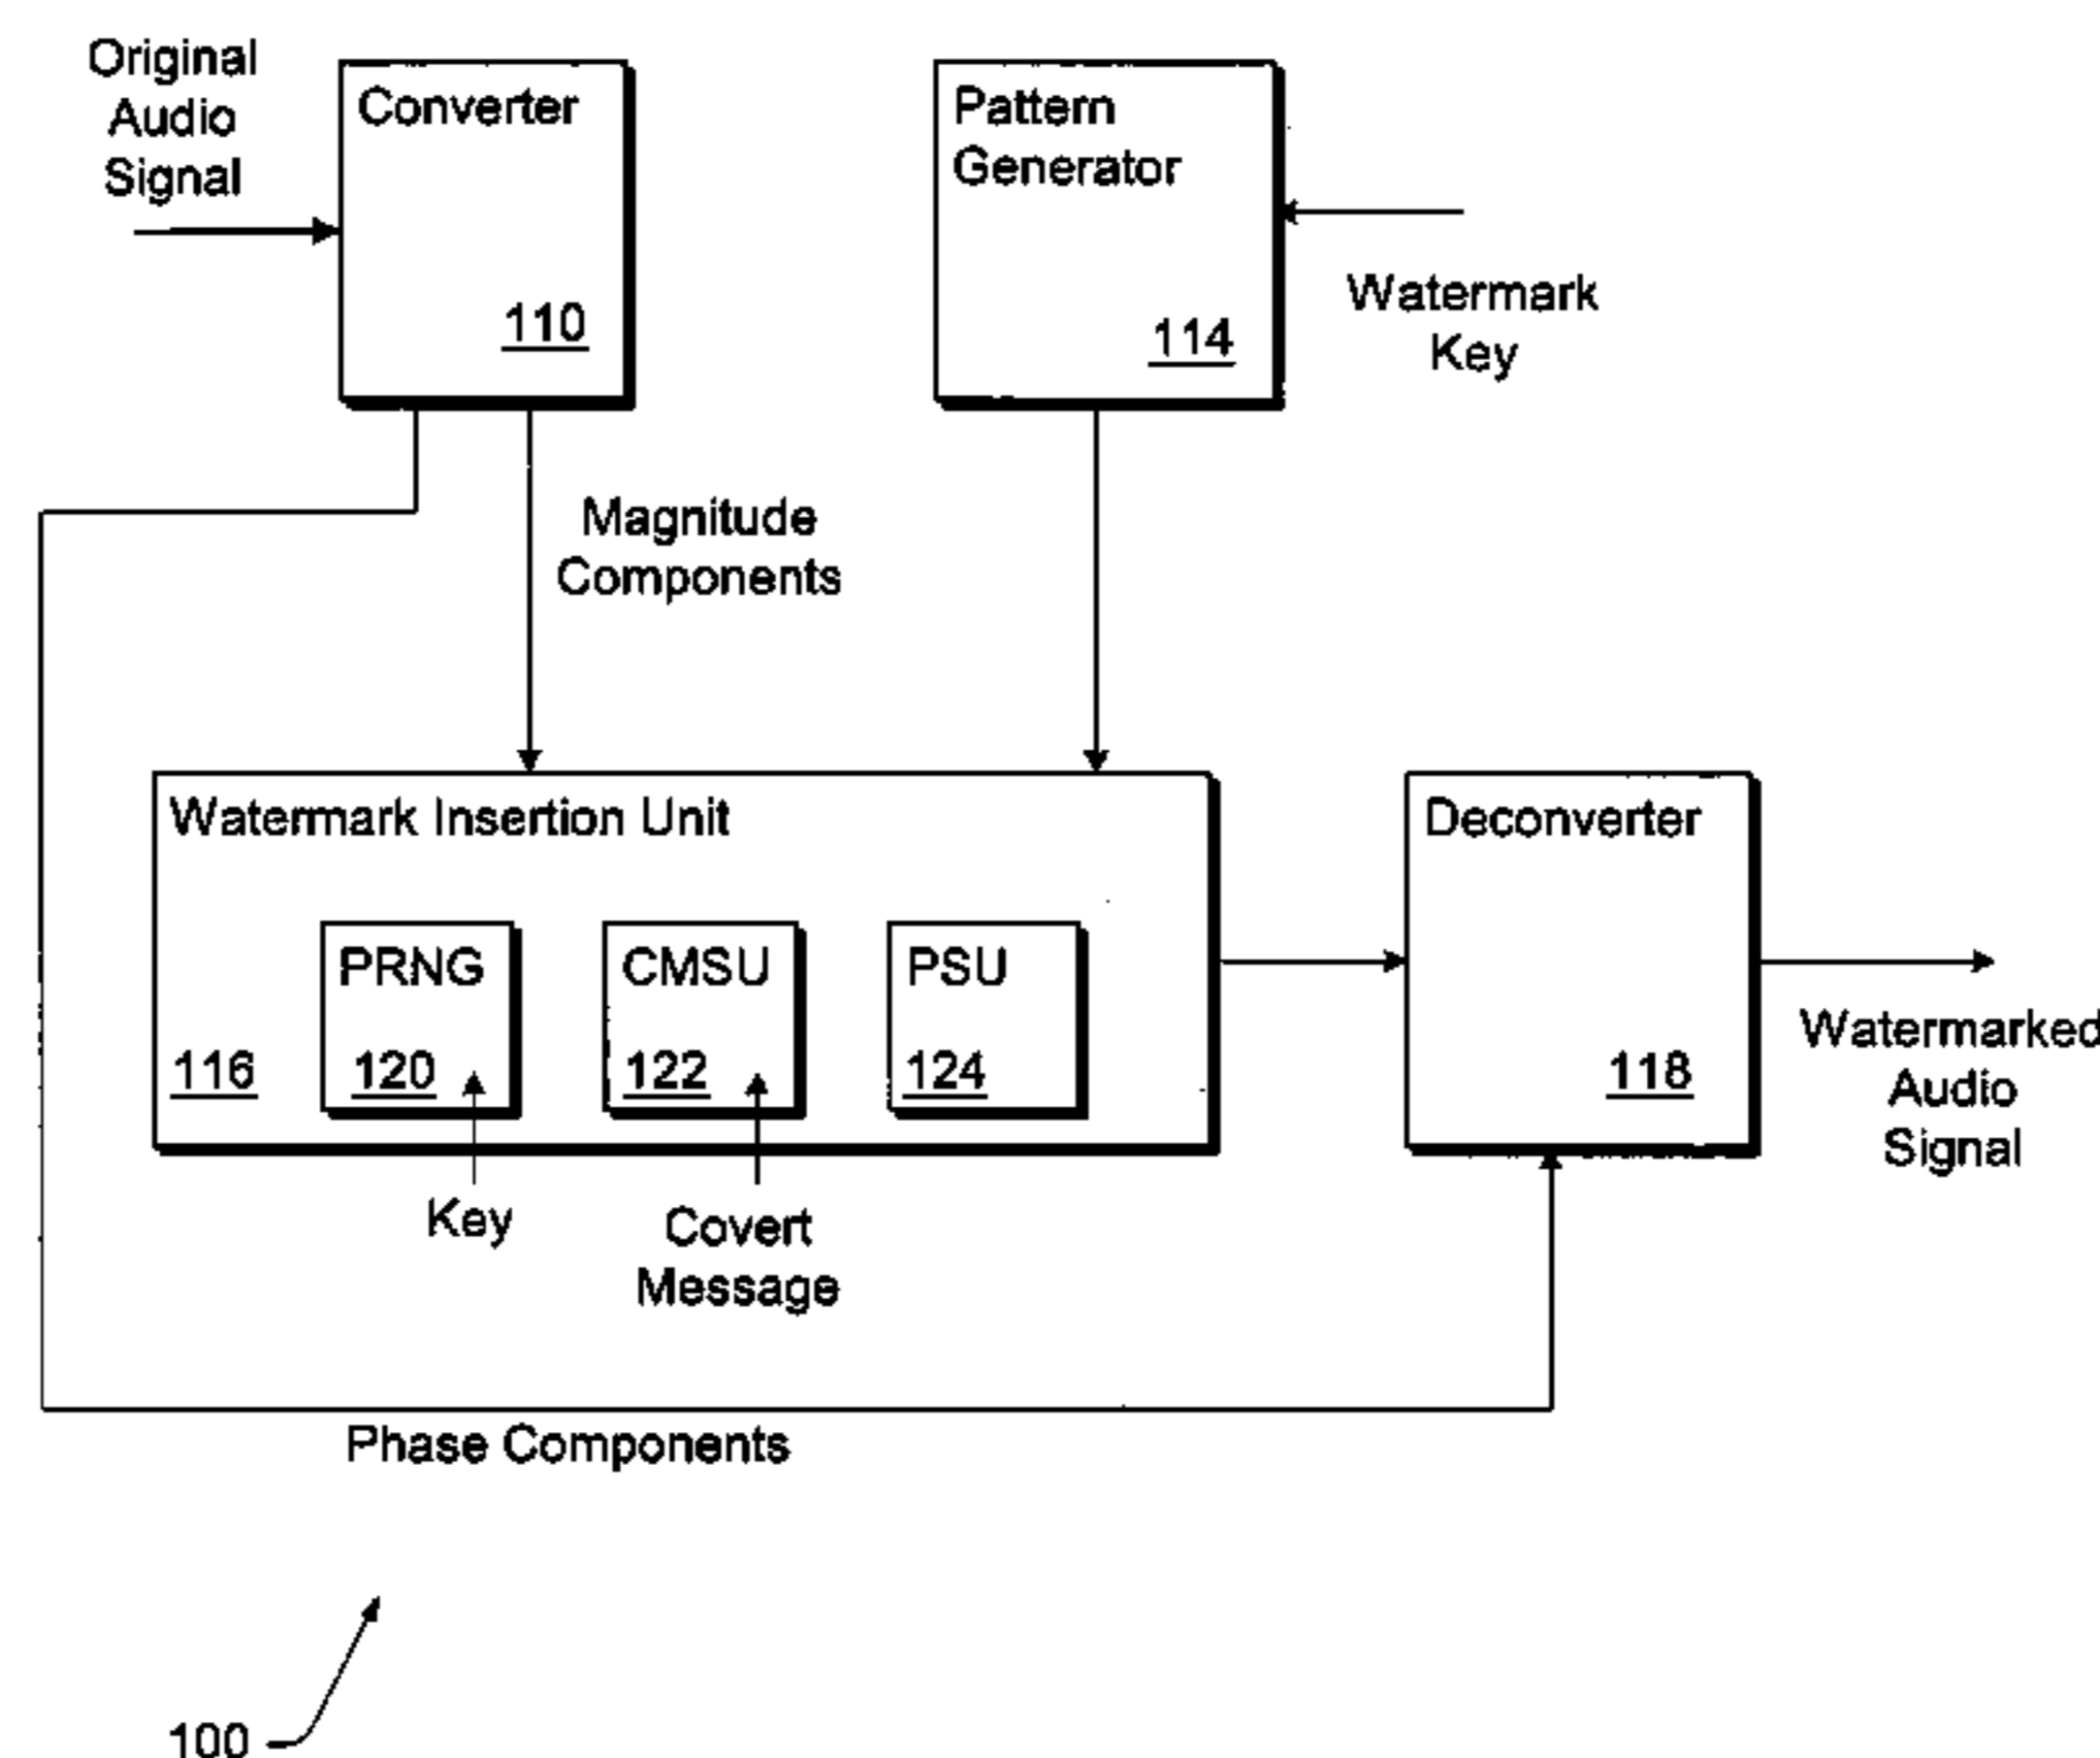 Original
Audio
Signal
Converter
110
Pattern
Generator
114
Watermark
Key
Magnitude
Components
Watermark Insertion Unit
116
PRNG
120
CMSU
122
PSU
124
Key
Covert
Message
Deconverter
118
Watermarked
Audio
Signal
Phase Components
100